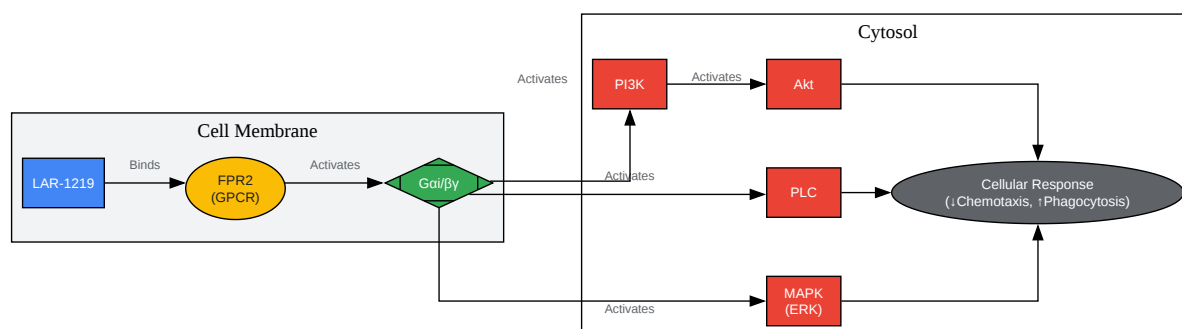 Cytosol
Activates
PI3K
Activates
Akt
Cell Membrane
LAR-1219
Binds
FPR2
(GPCR)
Activates
Gαi/βγ
Activates
PLC
Cellular Response
(↓Chemotaxis, ↑Phagocytosis)
Activates
MAPK
(ERK)